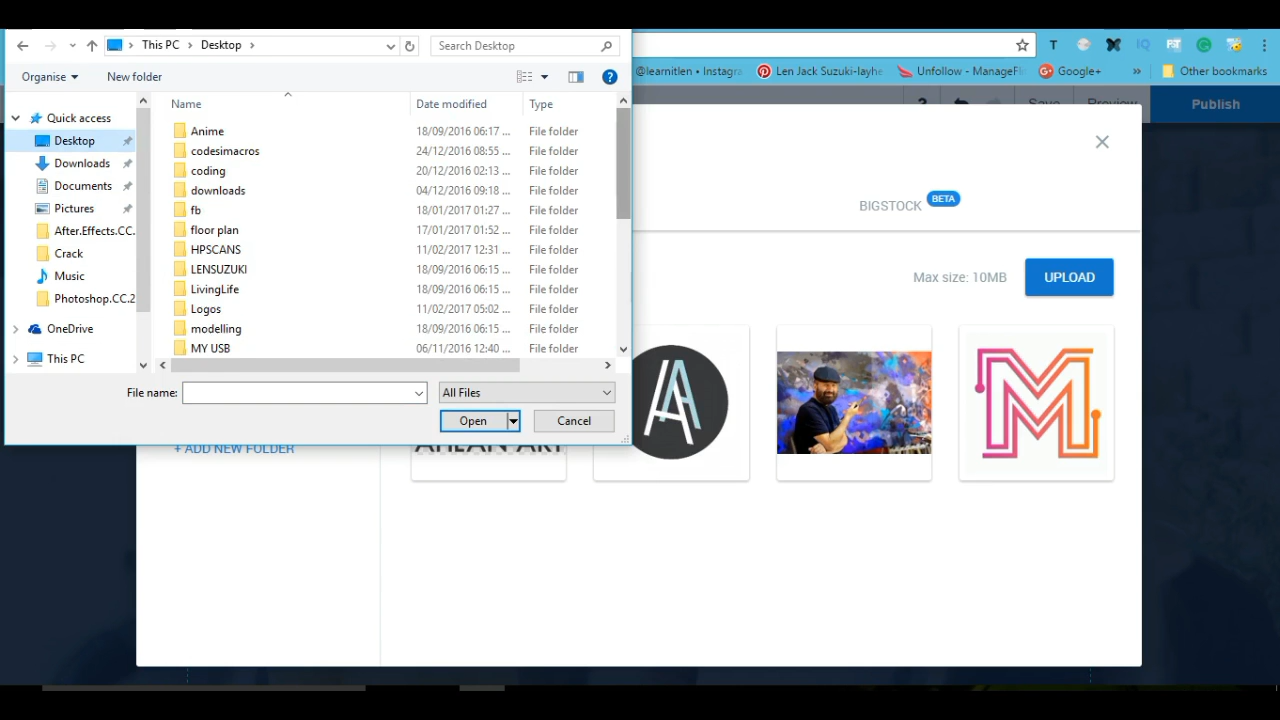 This PC
Desktop
Search Desktop
@learnitlen • Instagra
Len Jack Suzuki-layhe
Unfollow - ManageFl
Google+
»
Other bookmarks
Organise
New folder
Save
Preview
Publish
Name
Date modified
Type
Quick access
Desktop
Downloads
Documents
Pictures
After.Effects.CC.
Crack
Music
Photoshop.CC.2
OneDrive
This PC
Anime 18/09/2016 06:17 ... File folder
codesimacros 24/12/2016 08:55 ... File folder
coding 20/12/2016 02:13 ... File folder
downloads 04/12/2016 09:18 ... File folder
fb 18/01/2017 01:27 ... File folder
floor plan 17/01/2017 01:52 ... File folder
HPSCANS 11/02/2017 12:31 ... File folder
LENSUZUKI 18/09/2016 06:15 ... File folder
LivingLife 18/09/2016 06:15 ... File folder
Logos 11/02/2017 05:02 ... File folder
modelling 18/09/2016 06:15 ... File folder
MY USB 06/11/2016 12:40 ... File folder
File name:
All Files
Open
Cancel
BIGSTOCK BETA
Max size: 10MB
UPLOAD
+ ADD NEW FOLDER
AHLAN ART
A
M